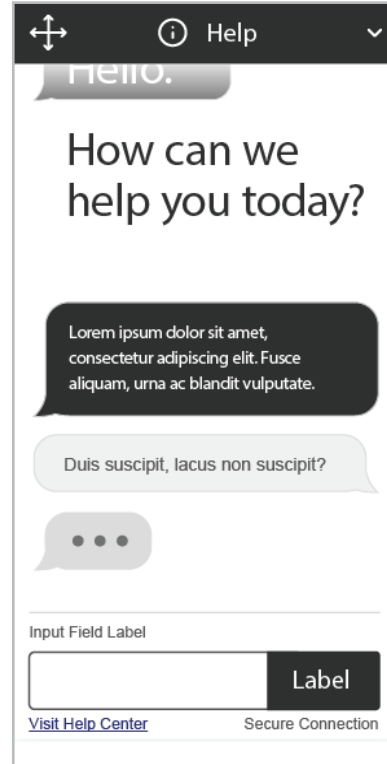 Help
Hello.
How can we
help you today?
Lorem ipsum dolor sit amet,
consectetur adipiscing elit. Fusce
aliquam, urna ac blandit vulputate.
Duis suscipit, lacus non suscipit?
Input Field Label
Label
Visit Help Center Secure Connection